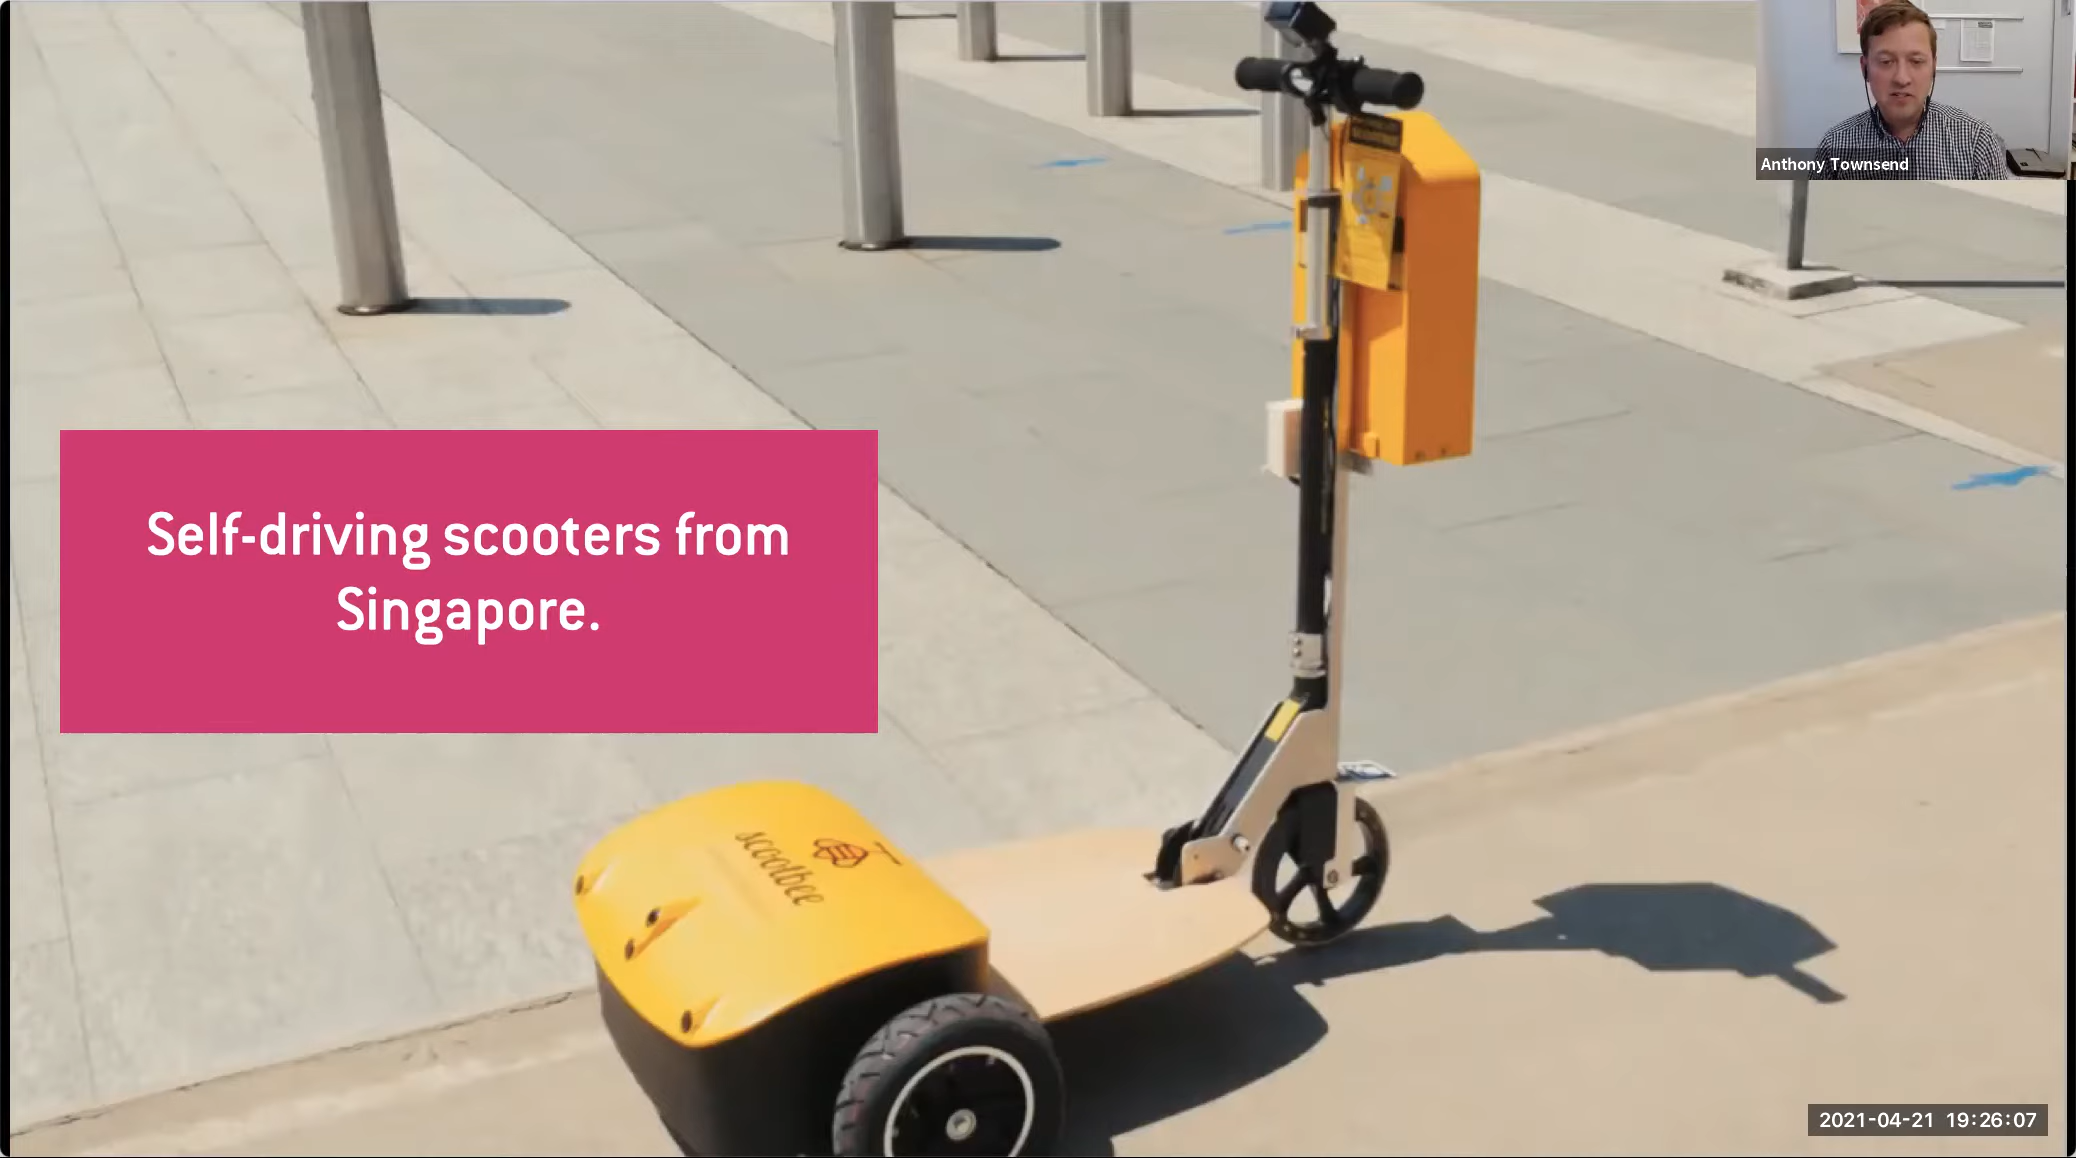 Anthony Townsend
Self-driving scooters from
Singapore.
scootbee
2021-04-21 19:26:07